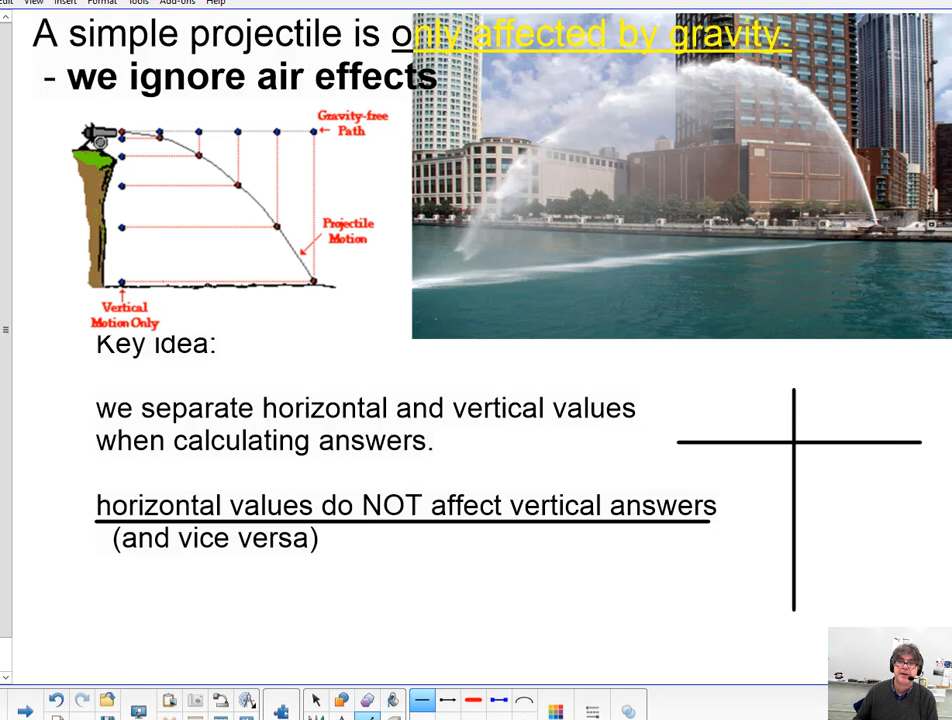 Edit View Insert Format Tools Add-ons Help
A simple projectile is only affected by gravity.
- we ignore air effects
Gravity-free
Path
Projectile
Motion
Vertical
Motion Only
Key idea:
we separate horizontal and vertical values
when calculating answers.
horizontal values do NOT affect vertical answers
(and vice versa)